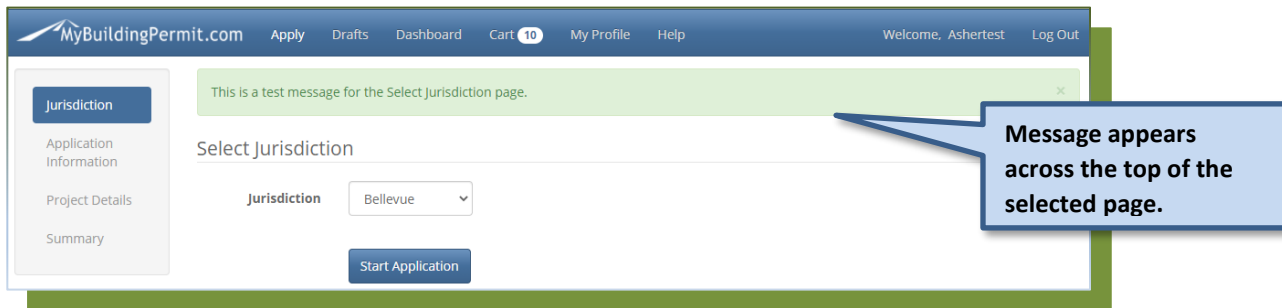 MyBuildingPermit.com Apply Drafts Dashboard Cart 10 My Profile Help Welcome, Ashertest Log Out
This is a test message for the Select Jurisdiction page. ×
Jurisdiction
Application
Information
Project Details
Summary
Select Jurisdiction
Jurisdiction Bellevue
Start Application
Message appears
across the top of the
selected page.